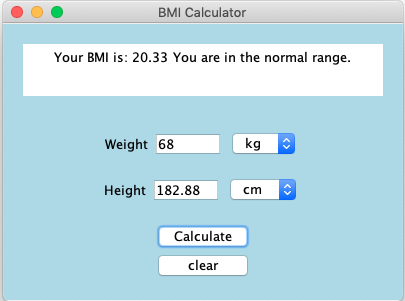 BMI Calculator
Your BMI is: 20.33 You are in the normal range.
Weight 68 kg
Height 182.88 cm
Calculate
clear